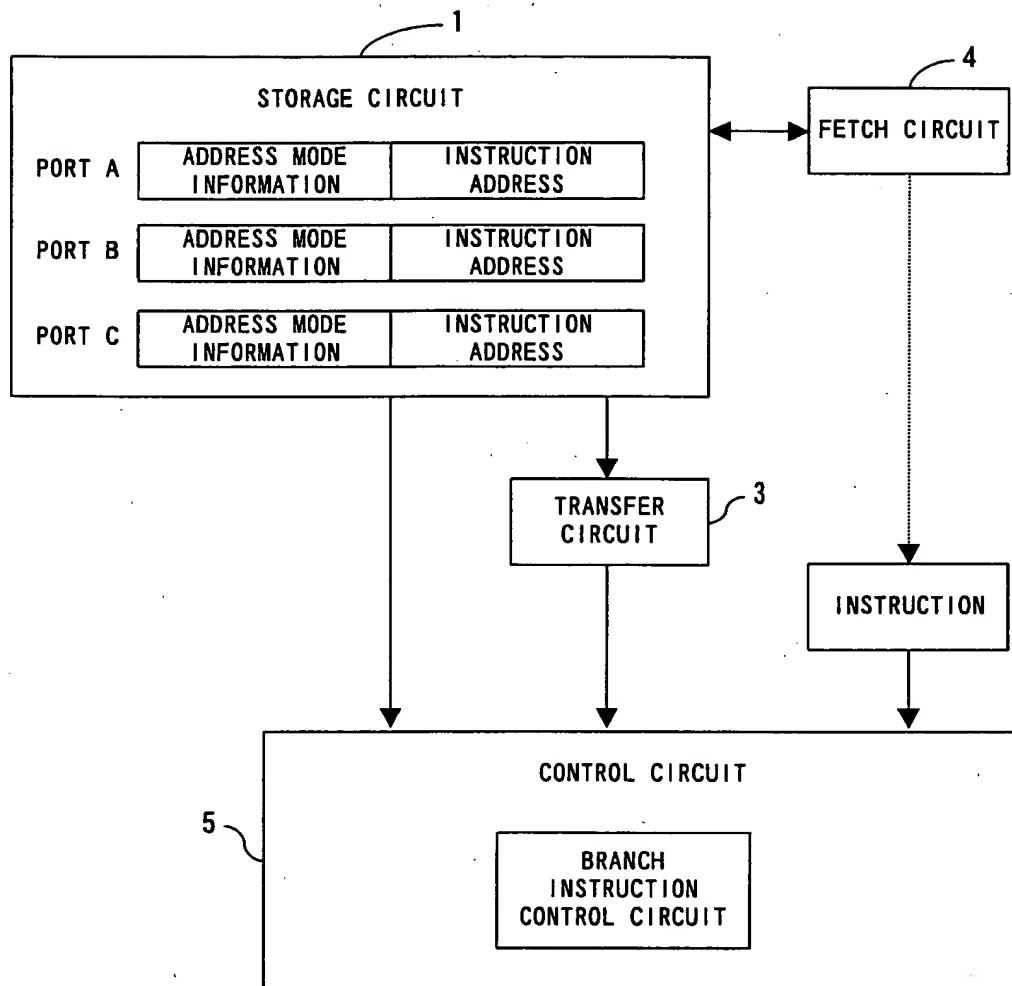 1
STORAGE CIRCUIT
4
FETCH CIRCUIT
PORT A
ADDRESS MODE
INFORMATION
INSTRUCTION
ADDRESS
PORT B
ADDRESS MODE
INFORMATION
INSTRUCTION
ADDRESS
PORT C
ADDRESS MODE
INFORMATION
INSTRUCTION
ADDRESS
TRANSFER
CIRCUIT
3
INSTRUCTION
CONTROL CIRCUIT
5
BRANCH
INSTRUCTION
CONTROL CIRCUIT